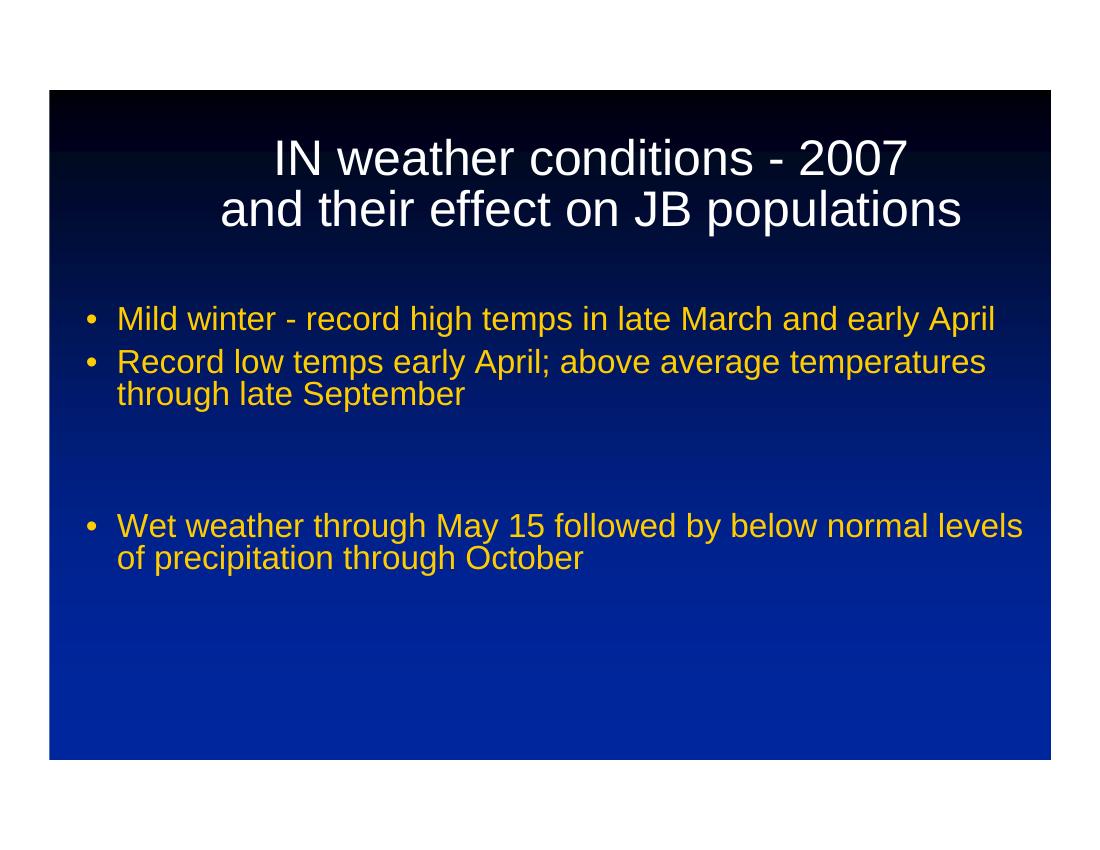 IN weather conditions - 2007
and their effect on JB populations
• Mild winter - record high temps in late March and early April
• Record low temps early April; above average temperatures
through late September
• Wet weather through May 15 followed by below normal levels
of precipitation through October